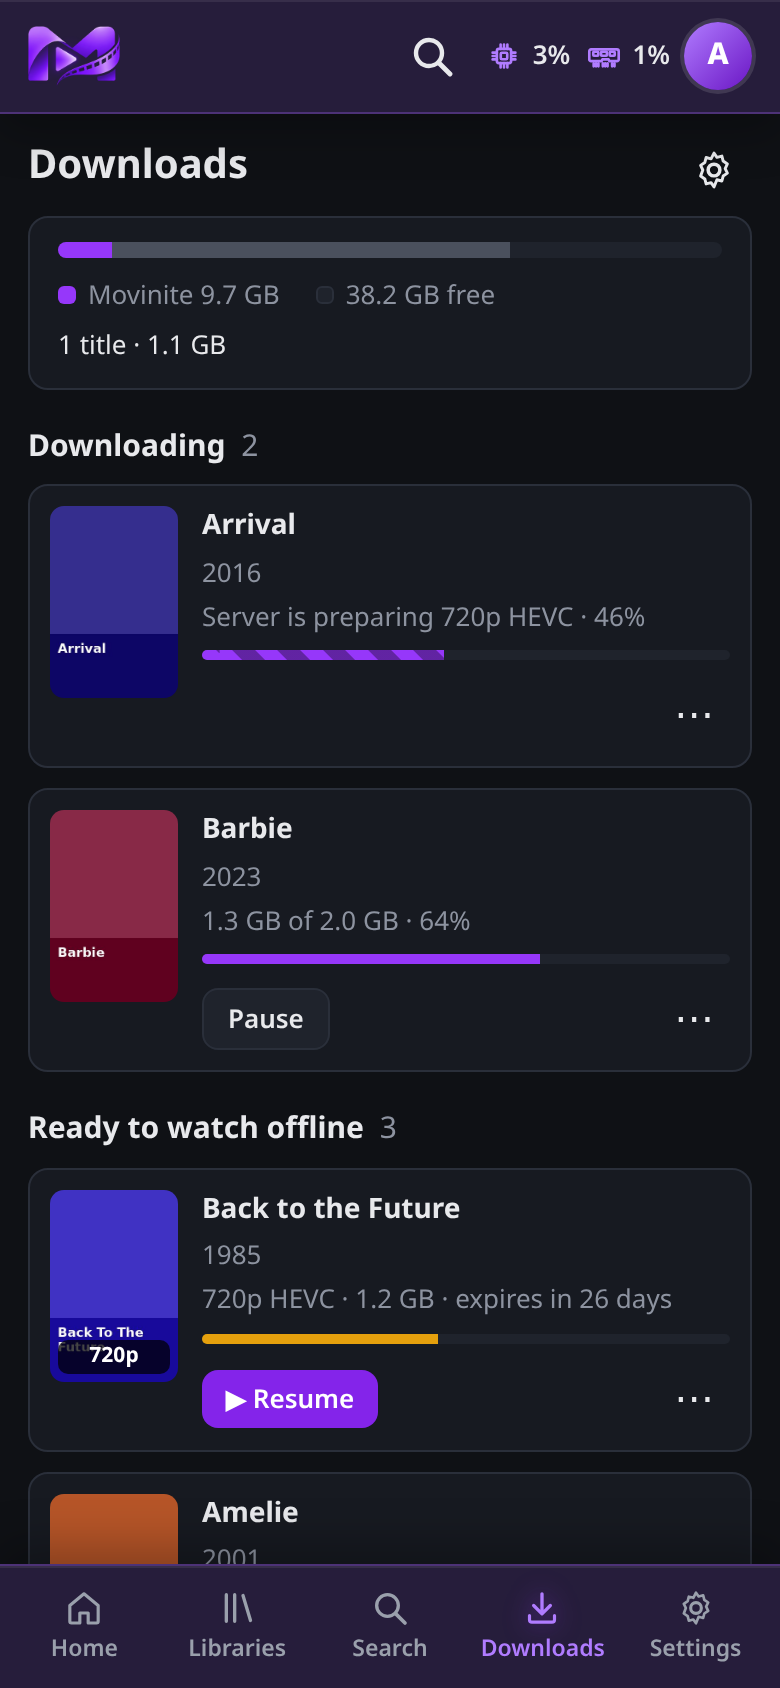 3% 1% A
Downloads
Movinite 9.7 GB 38.2 GB free
1 title · 1.1 GB
Downloading 2
Arrival
2016
Server is preparing 720p HEVC · 46%
Arrival
...
Barbie
2023
1.3 GB of 2.0 GB · 64%
Barbie
Pause ...
Ready to watch offline 3
Back to the Future
1985
720p HEVC · 1.2 GB · expires in 26 days
Back To The
Future
720p
▶ Resume ...
Amelie
2001
Home Libraries Search Downloads Settings